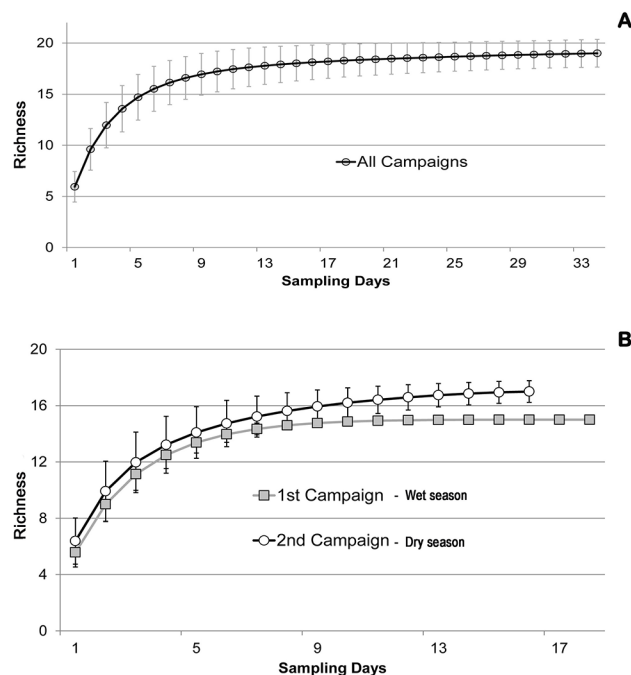 A
20
15
10
5
0
Richness
All Campaigns
1 5 9 13 17 21 25 29 33
Sampling Days
B
20
16
12
8
4
0
Richness
1st Campaign - Wet season
2nd Campaign - Dry season
1 5 9 13 17
Sampling Days